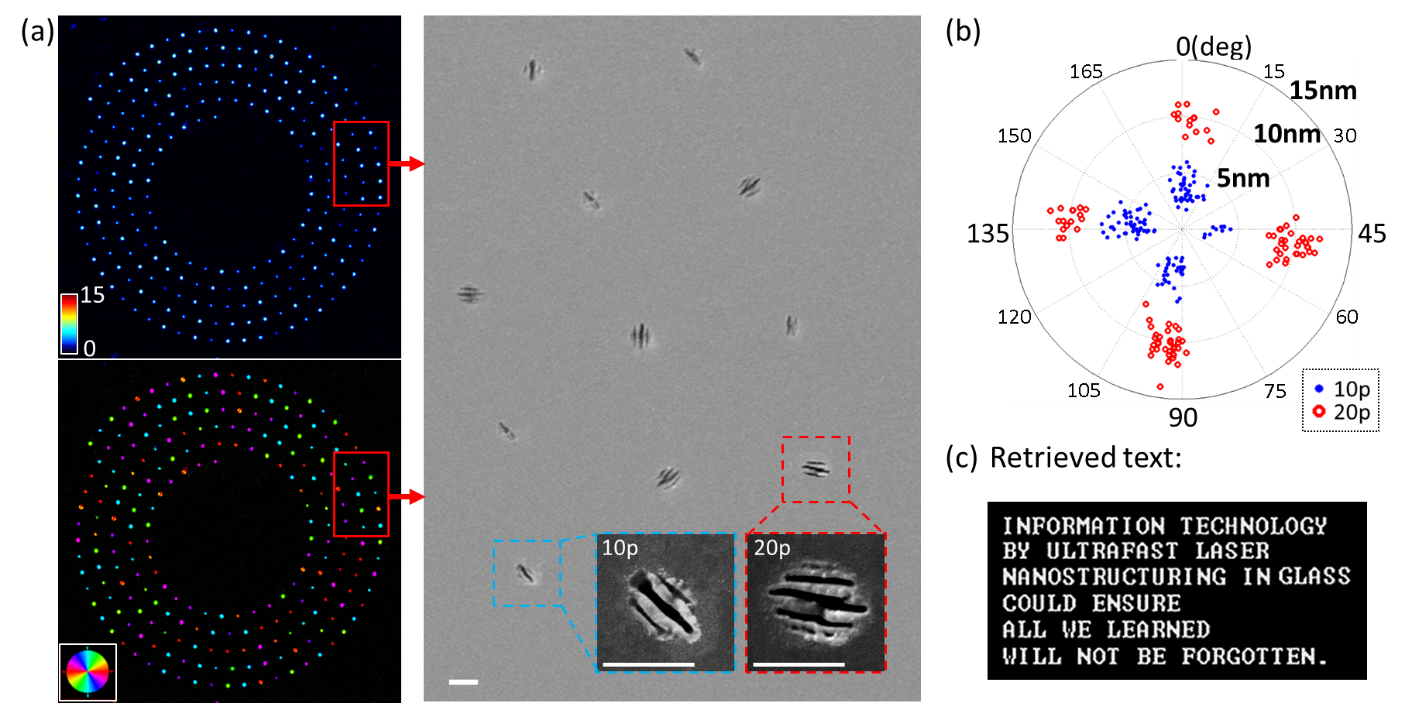 (a)
15
0
10p
20p
(b)
0(deg)
15
15nm
30
10nm
5nm
45
60
75
90
105
120
135
150
165
10p
20p
(c) Retrieved text:
INFORMATION TECHNOLOGY
BY ULTRAFAST LASER
NANOSTRUCTURING IN GLASS
COULD ENSURE
ALL WE LEARNED
WILL NOT BE FORGOTTEN.